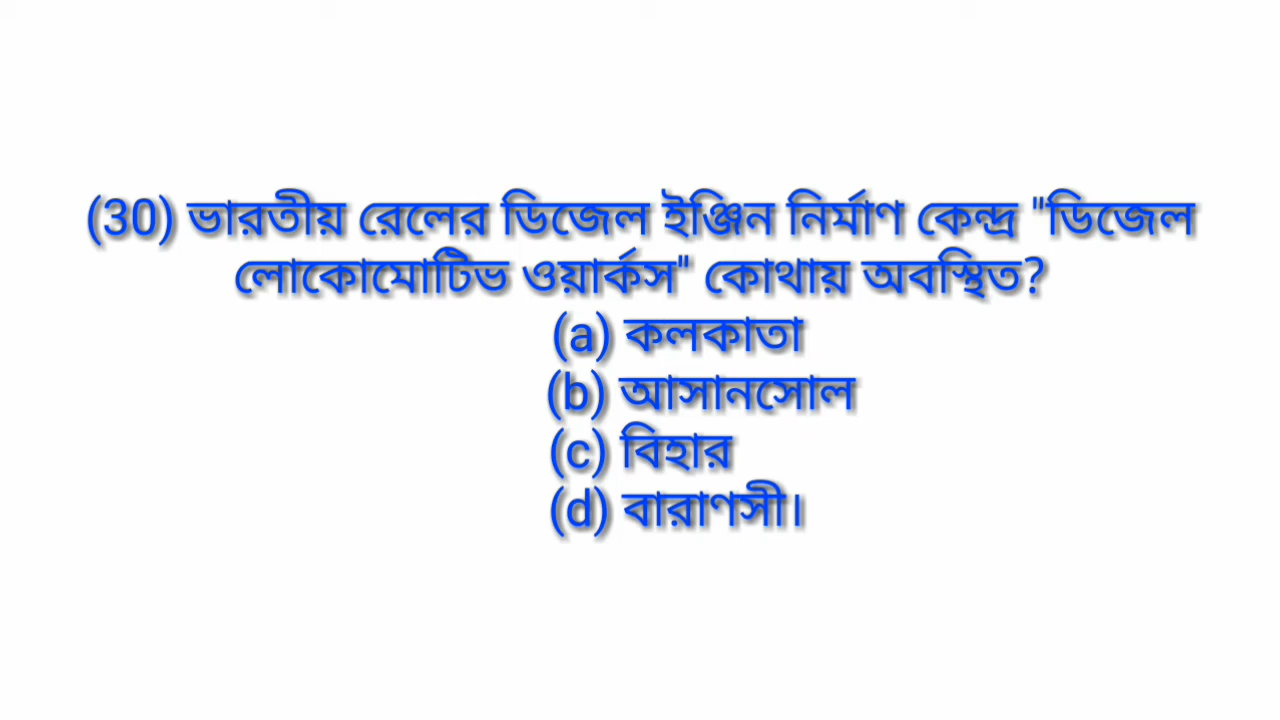 (30) ভারতীয় রেলের ডিজেল ইঞ্জিন নির্মাণ কেন্দ্র "ডিজেল
লোকোমোটিভ ওয়ার্কস" কোথায় অবস্থিত?
(a) কলকাতা
(b) আসানসোল
(c) বিহার
(d) বারাণসী।